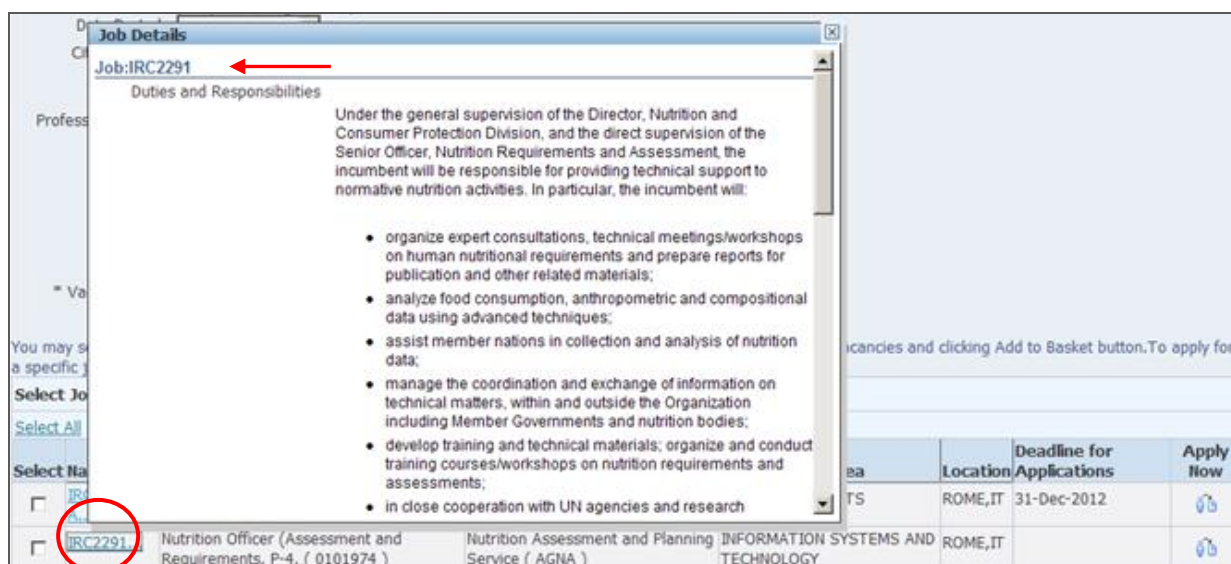 Job Details
Job:IRC2291
Duties and Responsibilities
Profess
Under the general supervision of the Director, Nutrition and
Consumer Protection Division, and the direct supervision of the
Senior Officer, Nutrition Requirements and Assessment, the
incumbent will be responsible for providing technical support to
normative nutrition activities. In particular, the incumbent will:
• organize expert consultations, technical meetings/workshops
on human nutritional requirements and prepare reports for
publication and other related materials;
* Va
• analyze food consumption, anthropometric and compositional
data using advanced techniques;
• assist member nations in collection and analysis of nutrition
data;
You may s
cancies and clicking Add to Basket button.To apply for
a specific j
• manage the coordination and exchange of information on
technical matters, within and outside the Organization
including Member Governments and nutrition bodies;
Select Jo
Select All
• develop training and technical materials; organize and conduct
training courses/workshops on nutrition requirements and
assessments;
• in close cooperation with UN agencies and research
Select Na
ea
Location
Deadline for
Applications
Apply
Now
IRC
TS
ROME,IT
31-Dec-2012
IRC2291..
Nutrition Officer (Assessment and
Requirements, P-4, ( 0101974 )
Nutrition Assessment and Planning
Service ( AGNA )
INFORMATION SYSTEMS AND
TECHNOLOGY
ROME,IT